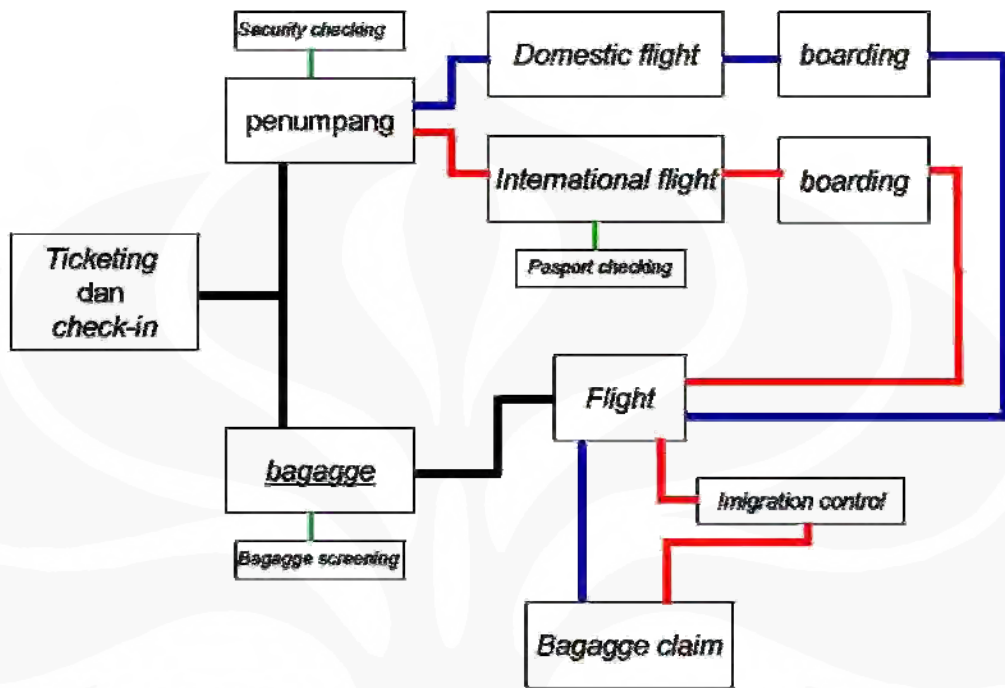 Security checking
Domestic flight
boarding
penumpang
International flight
boarding
Pasport checking
Ticketing
dan
check-in
Flight
bagagge
Imigration control
Bagagge screening
Bagagge claim